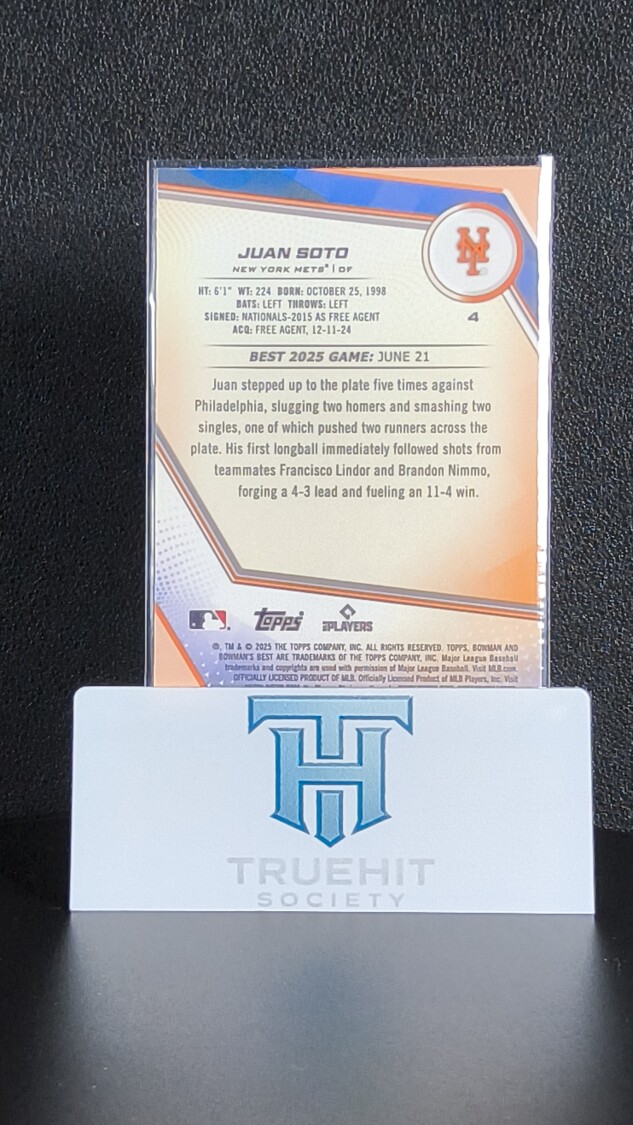 JUAN SOTO
NEW YORK METS® | OF
NY
HT: 6'1" WT: 224 BORN: OCTOBER 25, 1998
BATS: LEFT THROWS: LEFT
SIGNED: NATIONALS-2015 AS FREE AGENT
ACQ: FREE AGENT, 12-11-24
4
BEST 2025 GAME: JUNE 21
Juan stepped up to the plate five times against
Philadelphia, slugging two homers and smashing two
singles, one of which pushed two runners across the
plate. His first longball immediately followed shots from
teammates Francisco Lindor and Brandon Nimmo,
forging a 4-3 lead and fueling an 11-4 win.
Topps
PLAYERS
®, TM & © 2025 THE TOPPS COMPANY, INC. ALL RIGHTS RESERVED. TOPPS, BOWMAN AND
BOWMAN'S BEST ARE TRADEMARKS OF THE TOPPS COMPANY, INC. Major League Baseball
trademarks and copyrights are used with permission of Major League Baseball. Visit MLB.com.
OFFICIALLY LICENSED PRODUCT OF MLB. Officially Licensed Product of MLB Players, Inc. Visit
TH
TRUEHIT
SOCIETY